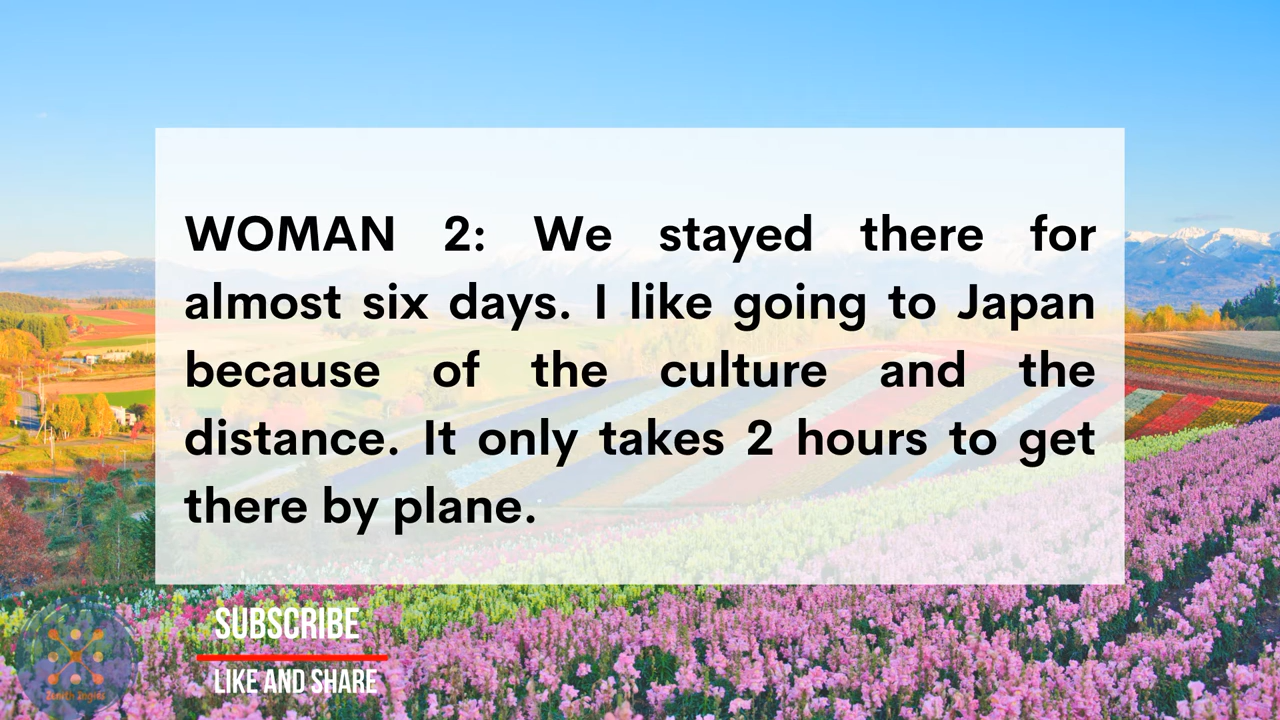 WOMAN 2: We stayed there for
almost six days. I like going to Japan
because of the culture and the
distance. It only takes 2 hours to get
there by plane.
SUBSCRIBE
LIKE AND SHARE